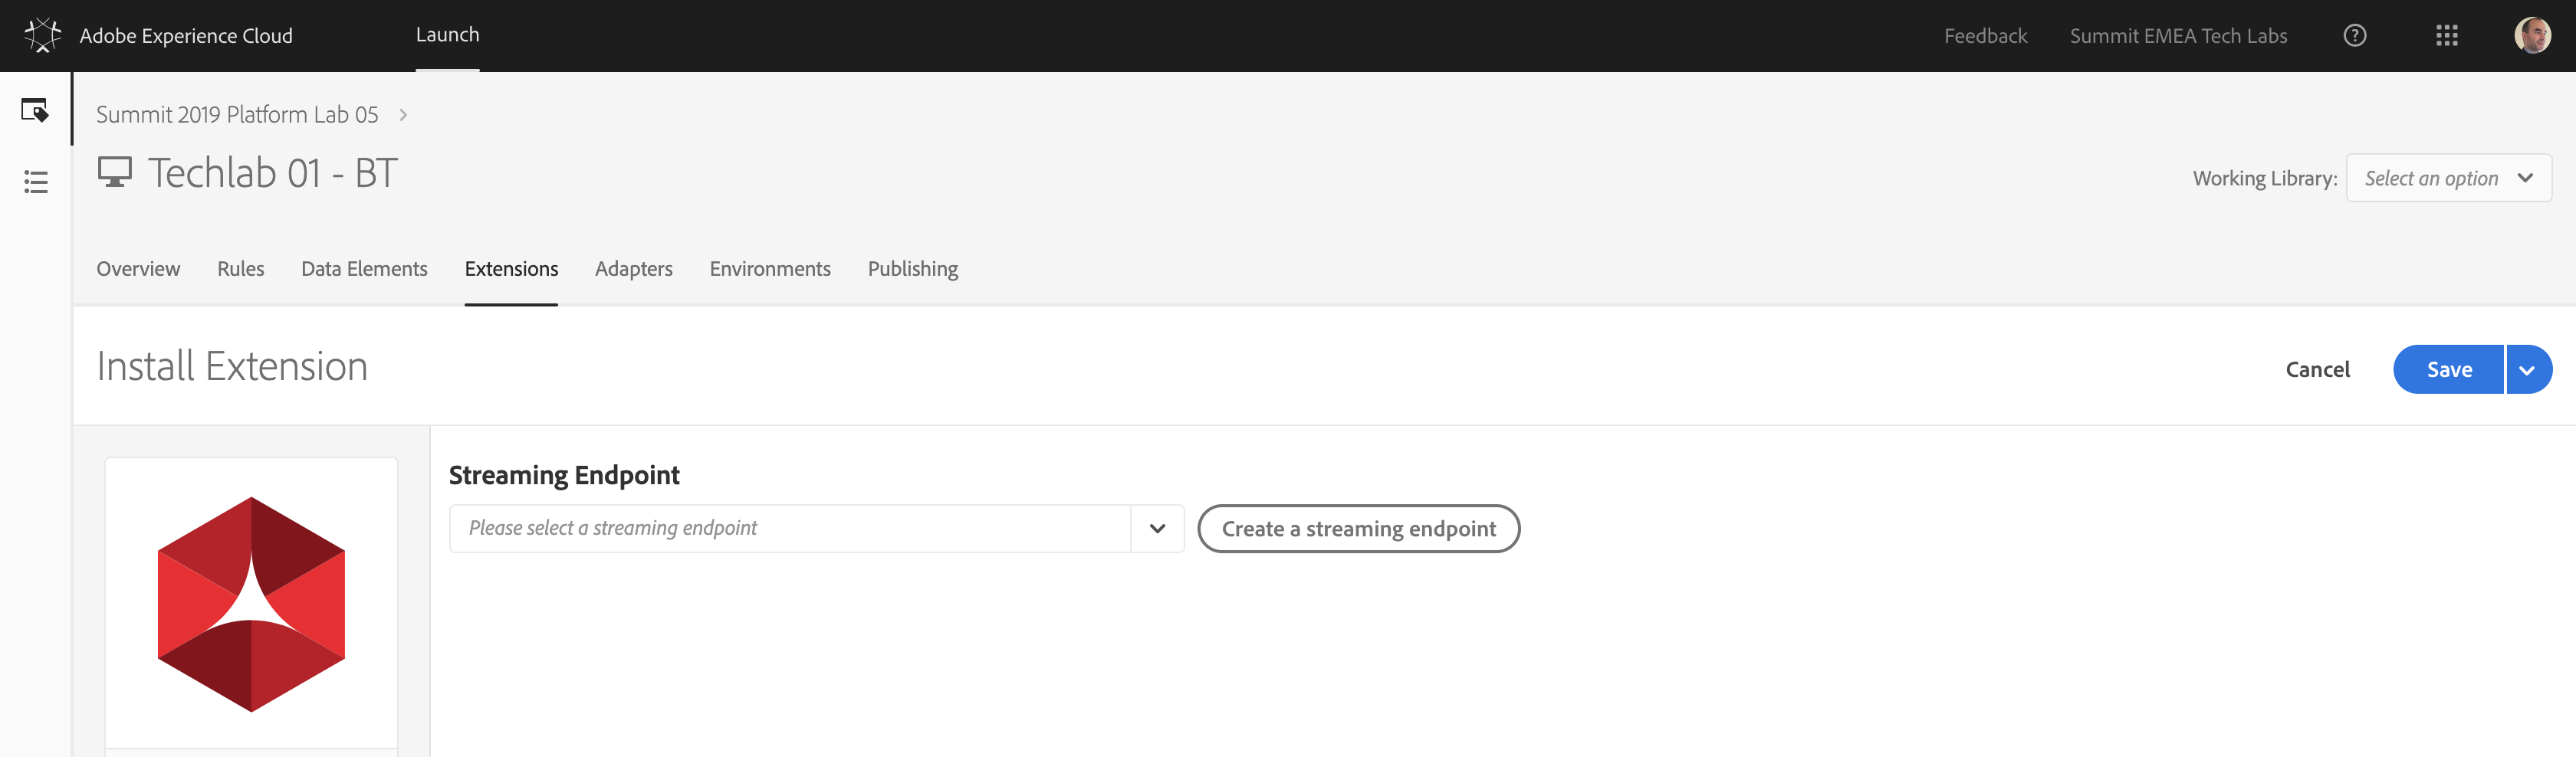 Adobe Experience Cloud Launch Feedback Summit EMEA Tech Labs
Summit 2019 Platform Lab 05
Techlab 01 - BT
Working Library: Select an option
Overview Rules Data Elements Extensions Adapters Environments Publishing
Install Extension
Cancel Save
Streaming Endpoint
Please select a streaming endpoint Create a streaming endpoint